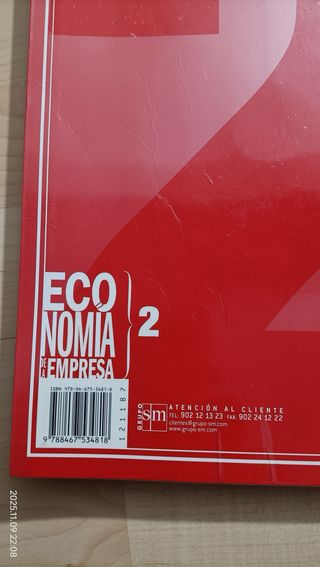 ECO
NOMÍA
DE LA EMPRESA
2
ISBN 978-84-675-3481-8
9 788467 534818
121187
GRUPO sm
ATENCIÓN AL CLIENTE
TEL. 902 12 13 23 FAX 902 24 12 22
clientes@grupo-sm.com
www.grupo-sm.com
2025.11.09 22:08